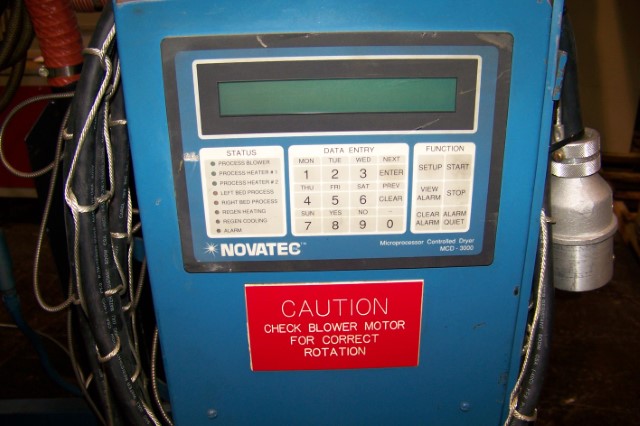 STATUS
PROCESS BLOWER
PROCESS HEATER # 1
PROCESS HEATER # 2
LEFT BED PROCESS
RIGHT BED PROCESS
REGEN HEATING
REGEN COOLING
ALARM
DATA ENTRY
MON TUE WED NEXT
1 2 3 ENTER
THU FRI SAT PREV
4 5 6 CLEAR
SUN YES NO -
7 8 9 0
FUNCTION
SETUP START
VIEW ALARM STOP
CLEAR ALARM ALARM QUIET
NOVATEC™
Microprocessor Controlled Dryer
MCD - 3600
CAUTION
CHECK BLOWER MOTOR
FOR CORRECT
ROTATION